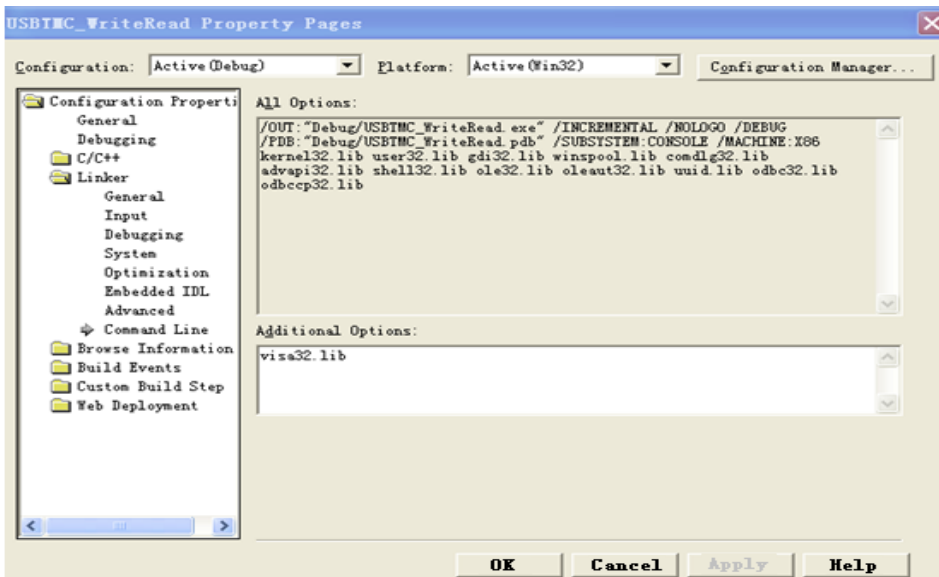 USBTMC_WriteRead Property Pages
Configuration: Active(Debug) Platform: Active(Win32) Configuration Manager...
Configuration Properti
General
Debugging
C/C++
Linker
General
Input
Debugging
System
Optimization
Embedded IDL
Advanced
Command Line
Browse Information
Build Events
Custom Build Step
Web Deployment
All Options:
/OUT:"Debug/USBTMC_WriteRead.exe" /INCREMENTAL /NOLOGO /DEBUG
/PDB:"Debug/USBTMC_WriteRead.pdb" /SUBSYSTEM:CONSOLE /MACHINE:X86
kernel32.lib user32.lib gdi32.lib winspool.lib comdlg32.lib
advapi32.lib shell32.lib ole32.lib oleaut32.lib uuid.lib odbc32.lib
odbccp32.lib
Additional Options:
visa32.lib
OK Cancel Apply Help